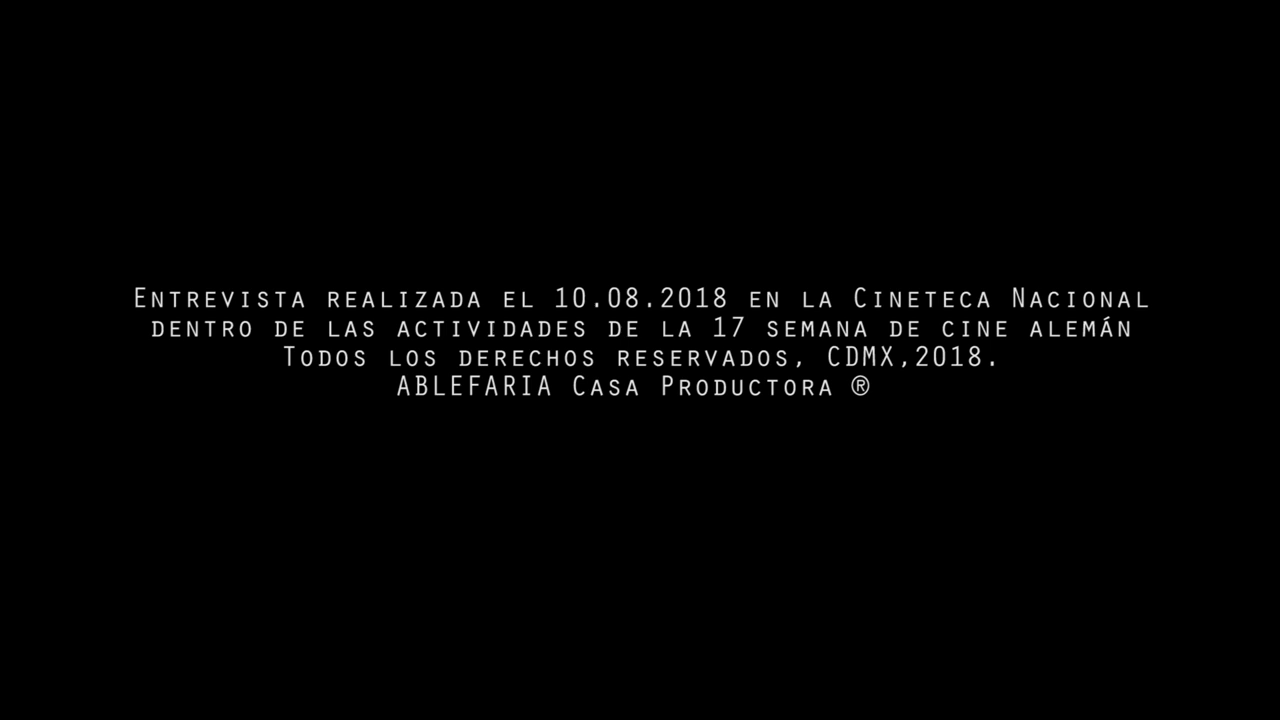 Entrevista realizada el 10.08.2018 en la Cineteca Nacional
dentro de las actividades de la 17 semana de cine alemán
Todos los derechos reservados, CDMX,2018.
ABLEFARIA Casa Productora ®